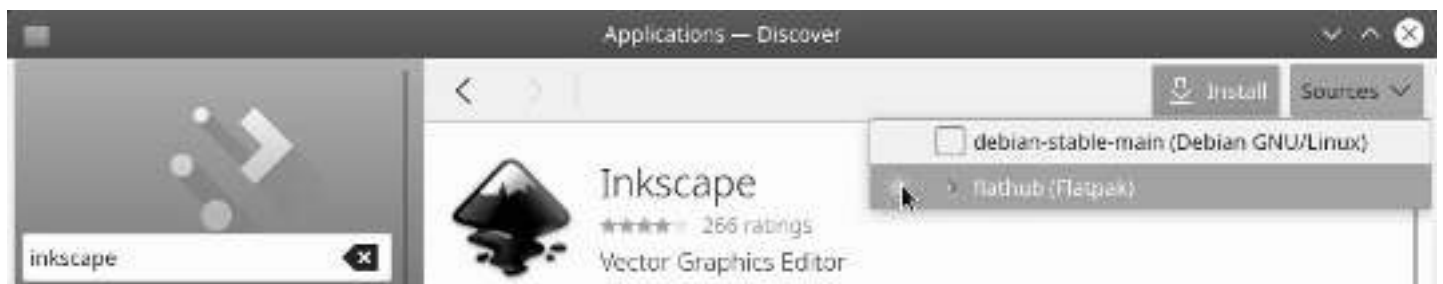 Applications — Discover
Install
Sources
debian-stable-main (Debian GNU/Linux)
flathub (Flatpak)
Inkscape
266 ratings
Vector Graphics Editor
inkscape